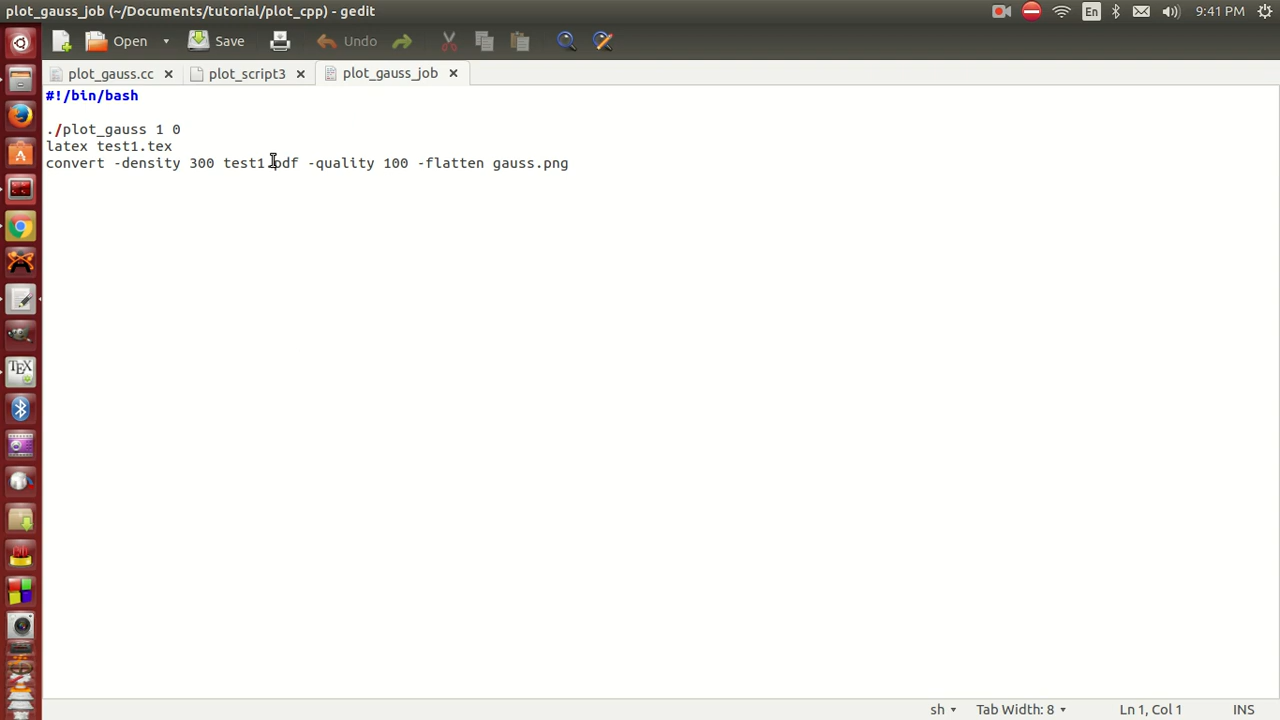 plot_gauss_job (~/Documents/tutorial/plot_cpp) - gedit
En
9:41 PM
Open
Save
Undo
plot_gauss.cc
plot_script3
plot_gauss_job
#!/bin/bash
./plot_gauss 1 0
latex test1.tex
convert -density 300 test1.pdf -quality 100 -flatten gauss.png
TEX
sh
Tab Width: 8
Ln 1, Col 1
INS